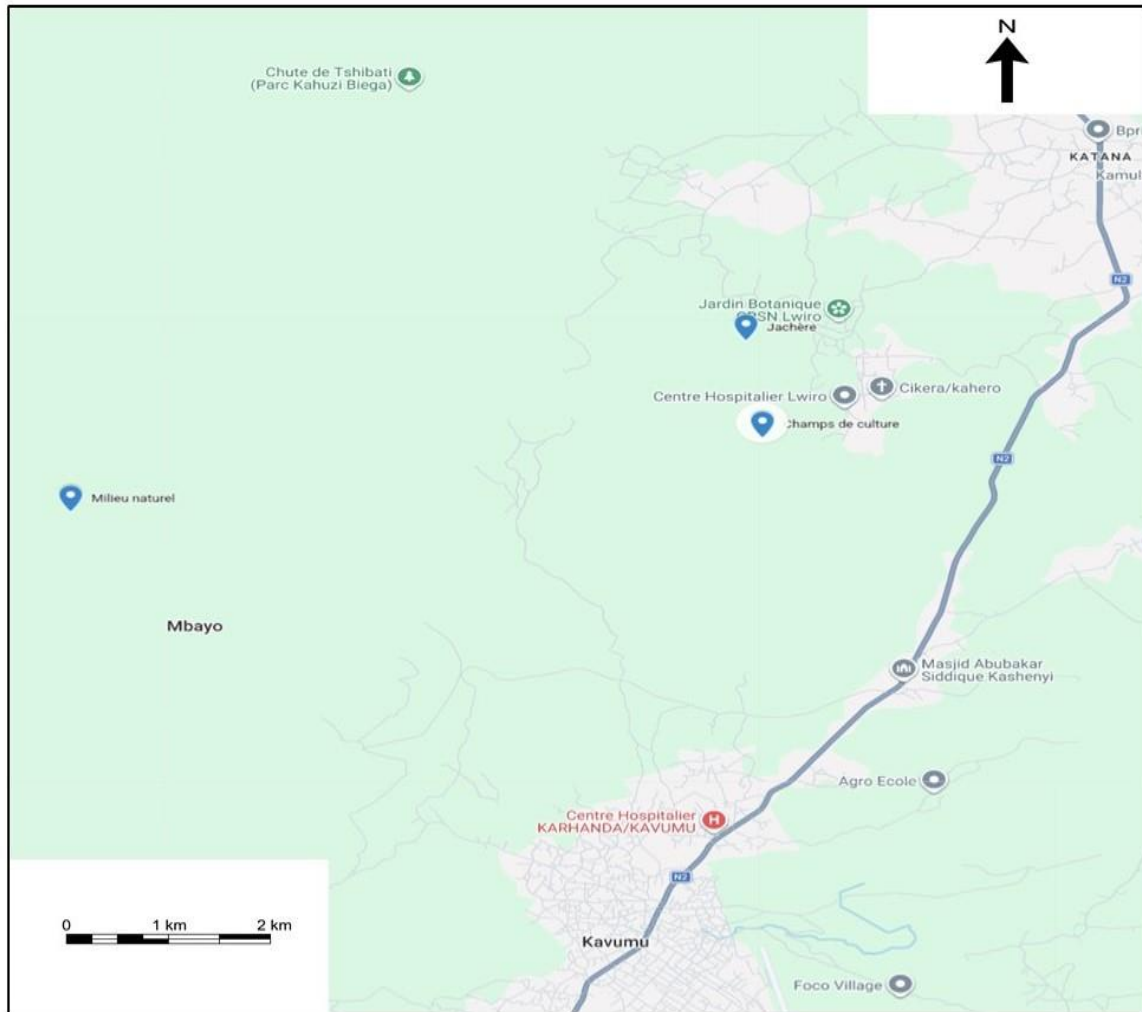 N
Chute de Tshibati
(Parc Kahuzi Biega)
Bpr
KATANA
Kamul
N2
Jardin Botanique
CRSN Lwiro
Jachère
Centre Hospitalier Lwiro
Cikera/kahero
Champs de culture
N2
Milieu naturel
Mbayo
Masjid Abubakar
Siddique Kashenyi
Agro Ecole
Centre Hospitalier
KARHANDA/KAVUMU
H
N2
0 1 km 2 km
Kavumu
Foco Village